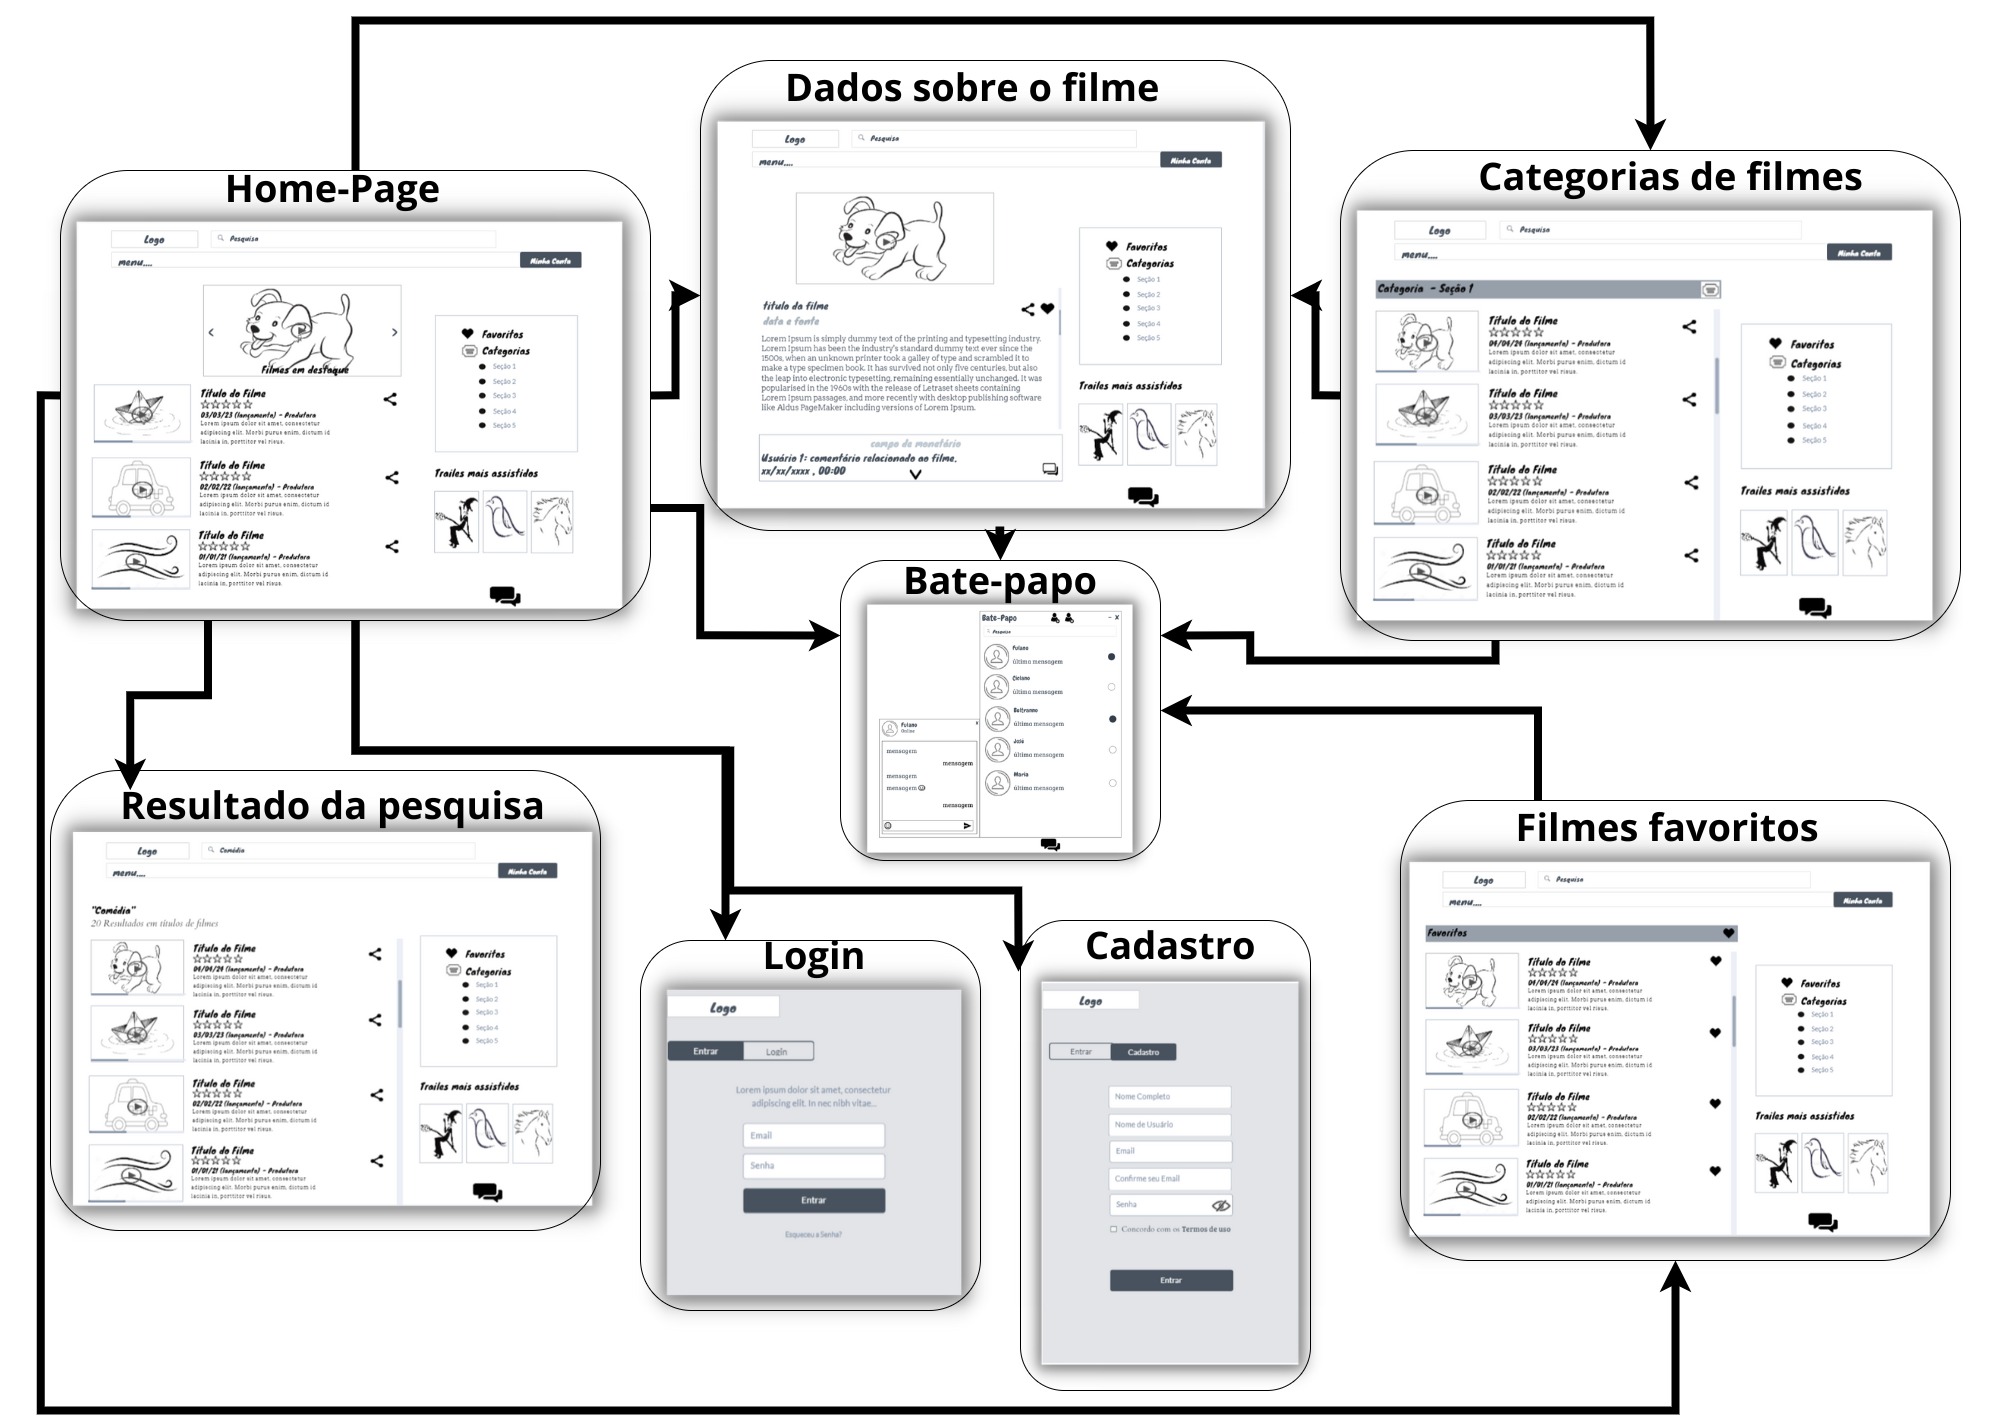 Home-Page
Logo
Pesquisa
menu....
Minha Conta
Filmes em destaque
Título do Filme
03/03/23 (lançamento) - Produtora
Lorem ipsum dolor sit amet, consectetur
adipiscing elit. Morbi purus enim, dictum id
lacinia in, porttitor vel risus.
Título do Filme
02/02/22 (lançamento) - Produtora
Lorem ipsum dolor sit amet, consectetur
adipiscing elit. Morbi purus enim, dictum id
lacinia in, porttitor vel risus.
Título do Filme
01/01/21 (lançamento) - Produtora
Lorem ipsum dolor sit amet, consectetur
adipiscing elit. Morbi purus enim, dictum id
lacinia in, porttitor vel risus.
Favoritos
Categorias
Seção 1
Seção 2
Seção 3
Seção 4
Seção 5
Trailes mais assistidos
Dados sobre o filme
Logo
Pesquisa
menu....
Minha Conta
título da filme
data e fonte
Lorem Ipsum is simply dummy text of the printing and typesetting industry.
Lorem Ipsum has been the industry's standard dummy text ever since the
1500s, when an unknown printer took a galley of type and scrambled it to
make a type specimen book. It has survived not only five centuries, but also
the leap into electronic typesetting, remaining essentially unchanged. It was
popularised in the 1960s with the release of Letraset sheets containing
Lorem Ipsum passages, and more recently with desktop publishing software
like Aldus PageMaker including versions of Lorem Ipsum.
campo do monetário
Usuário 1: comentário relacionado ao filme.
xx/xx/xxxx , 00:00
Favoritos
Categorias
Seção 1
Seção 2
Seção 3
Seção 4
Seção 5
Trailes mais assistidos
Categorias de filmes
Logo
Pesquisa
menu....
Minha Conta
Categoria - Seção 1
Título do Filme
04/04/24 (lançamento) - Produtora
Lorem ipsum dolor sit amet, consectetur
adipiscing elit. Morbi purus enim, dictum id
lacinia in, porttitor vel risus.
Título do Filme
03/03/23 (lançamento) - Produtora
Lorem ipsum dolor sit amet, consectetur
adipiscing elit. Morbi purus enim, dictum id
lacinia in, porttitor vel risus.
Título do Filme
02/02/22 (lançamento) - Produtora
Lorem ipsum dolor sit amet, consectetur
adipiscing elit. Morbi purus enim, dictum id
lacinia in, porttitor vel risus.
Título do Filme
01/01/21 (lançamento) - Produtora
Lorem ipsum dolor sit amet, consectetur
adipiscing elit. Morbi purus enim, dictum id
lacinia in, porttitor vel risus.
Favoritos
Categorias
Seção 1
Seção 2
Seção 3
Seção 4
Seção 5
Trailes mais assistidos
Bate-papo
Bate-Papo
- x
Pesquisa
Fulano
última mensagem
Ciclano
última mensagem
Beltranno
última mensagem
José
última mensagem
Maria
última mensagem
Fulano
Online
x
mensagem
mensagem
mensagem
mensagem
mensagem
Resultado da pesquisa
Logo
Comédia
menu....
Minha Conta
"Comédia"
20 Resultados em títulos de filmes
Título do Filme
04/04/24 (lançamento) - Produtora
Lorem ipsum dolor sit amet, consectetur
adipiscing elit. Morbi purus enim, dictum id
lacinia in, porttitor vel risus.
Título do Filme
03/03/23 (lançamento) - Produtora
Lorem ipsum dolor sit amet, consectetur
adipiscing elit. Morbi purus enim, dictum id
lacinia in, porttitor vel risus.
Título do Filme
02/02/22 (lançamento) - Produtora
Lorem ipsum dolor sit amet, consectetur
adipiscing elit. Morbi purus enim, dictum id
lacinia in, porttitor vel risus.
Título do Filme
01/01/21 (lançamento) - Produtora
Lorem ipsum dolor sit amet, consectetur
adipiscing elit. Morbi purus enim, dictum id
lacinia in, porttitor vel risus.
Favoritos
Categorias
Seção 1
Seção 2
Seção 3
Seção 4
Seção 5
Trailes mais assistidos
Login
Logo
Entrar
Login
Lorem ipsum dolor sit amet, consectetur
adipiscing elit. In nec nibh vitae...
Email
Senha
Entrar
Esqueceu a Senha?
Cadastro
Logo
Entrar
Cadastro
Nome Completo
Nome de Usuário
Email
Confirme seu Email
Senha
Concordo com os Termos de uso
Entrar
Filmes favoritos
Logo
Pesquisa
menu....
Minha Conta
Favoritos
Título do Filme
04/04/24 (lançamento) - Produtora
Lorem ipsum dolor sit amet, consectetur
adipiscing elit. Morbi purus enim, dictum id
lacinia in, porttitor vel risus.
Título do Filme
03/03/23 (lançamento) - Produtora
Lorem ipsum dolor sit amet, consectetur
adipiscing elit. Morbi purus enim, dictum id
lacinia in, porttitor vel risus.
Título do Filme
02/02/22 (lançamento) - Produtora
Lorem ipsum dolor sit amet, consectetur
adipiscing elit. Morbi purus enim, dictum id
lacinia in, porttitor vel risus.
Título do Filme
01/01/21 (lançamento) - Produtora
Lorem ipsum dolor sit amet, consectetur
adipiscing elit. Morbi purus enim, dictum id
lacinia in, porttitor vel risus.
Favoritos
Categorias
Seção 1
Seção 2
Seção 3
Seção 4
Seção 5
Trailes mais assistidos